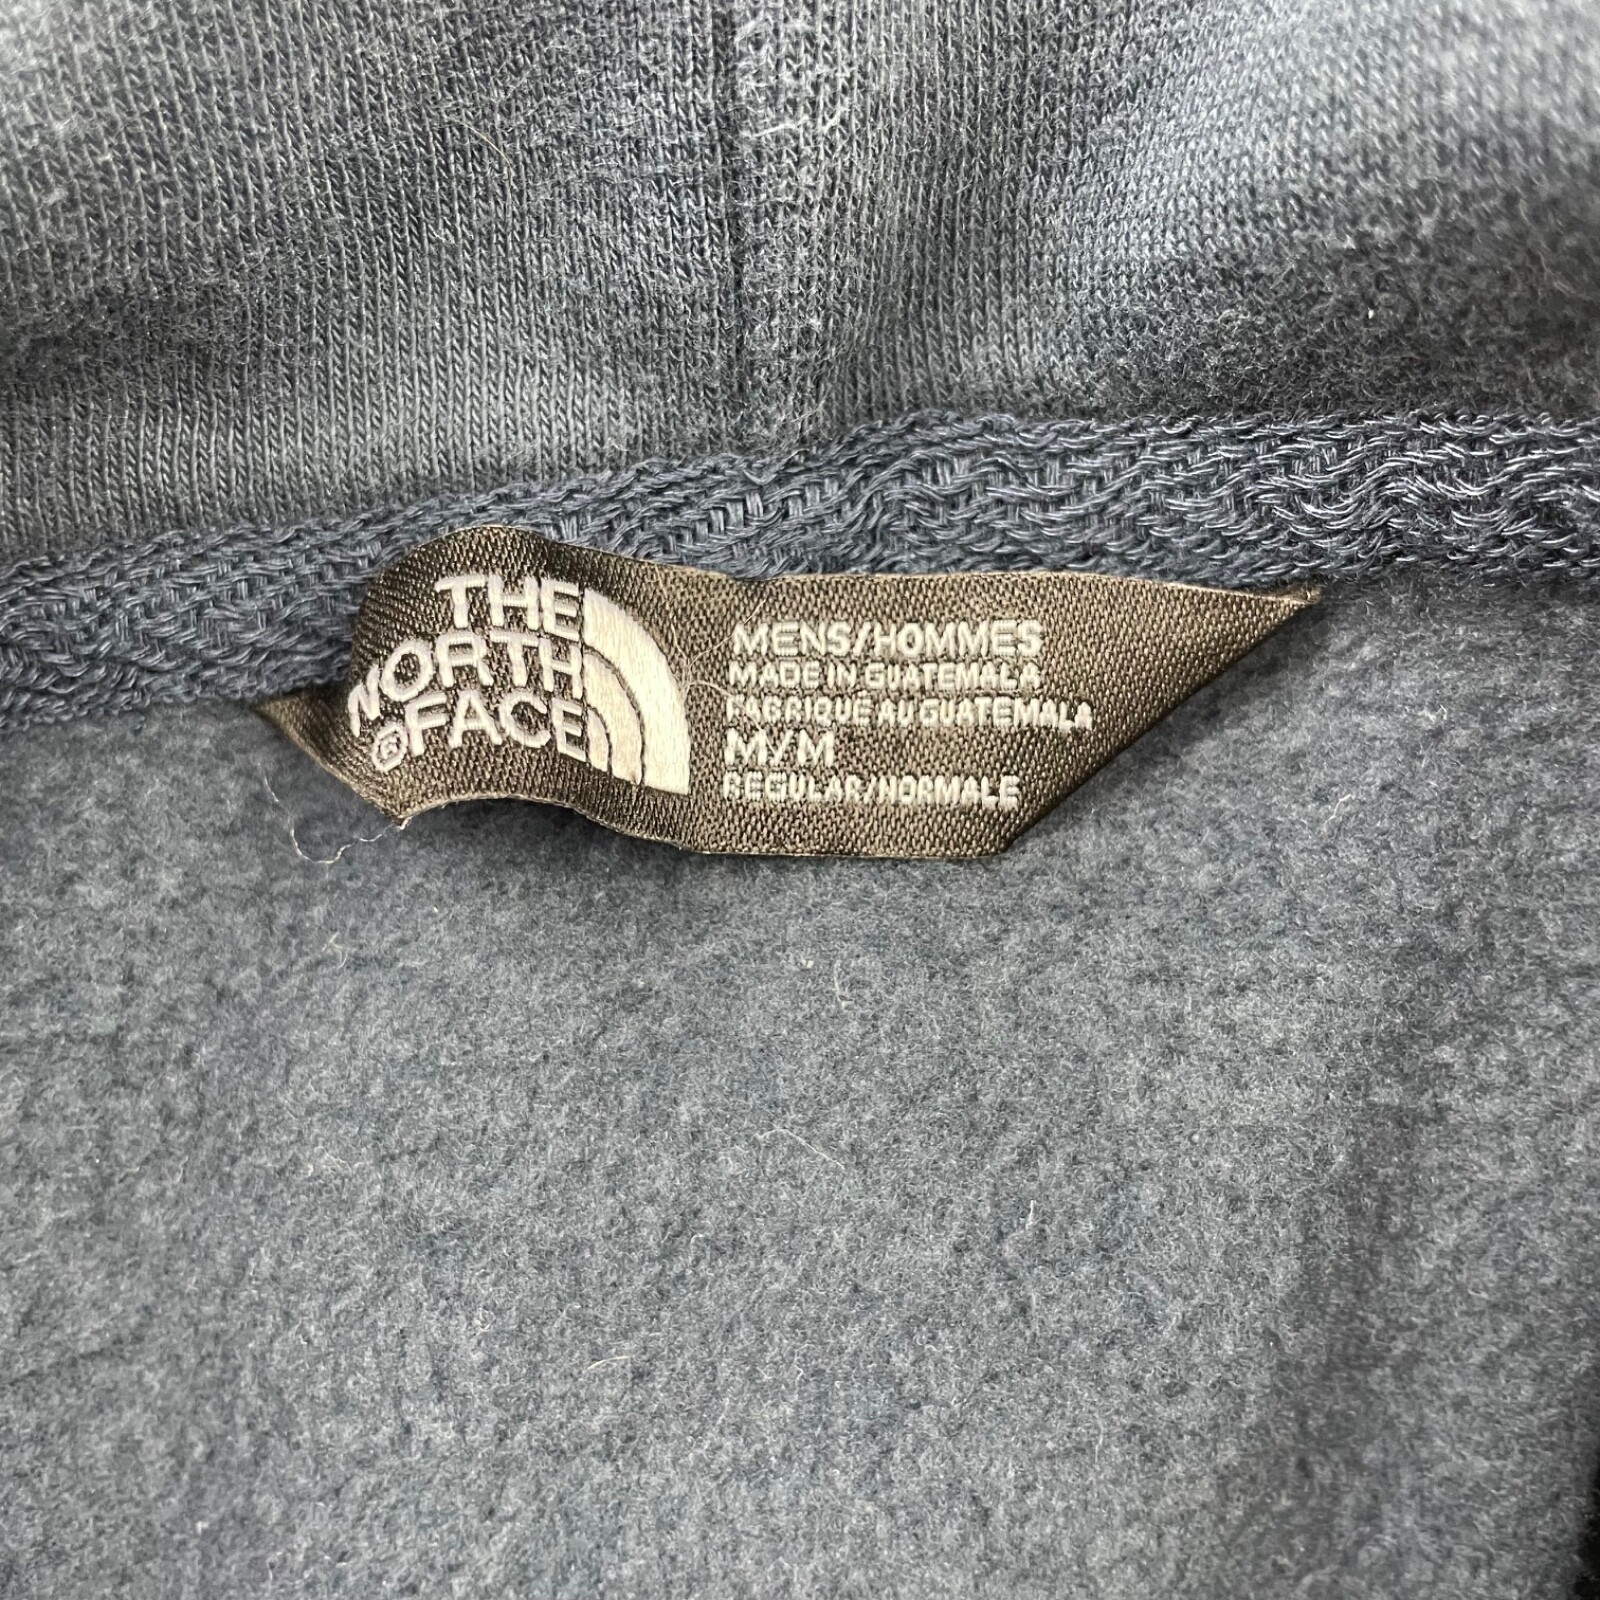 THE
NORTH
®FACE
MENS/HOMMES
MADE IN GUATEMALA
FABRIQUÉ AU GUATEMALA
M/M
REGULAR/NORMALE